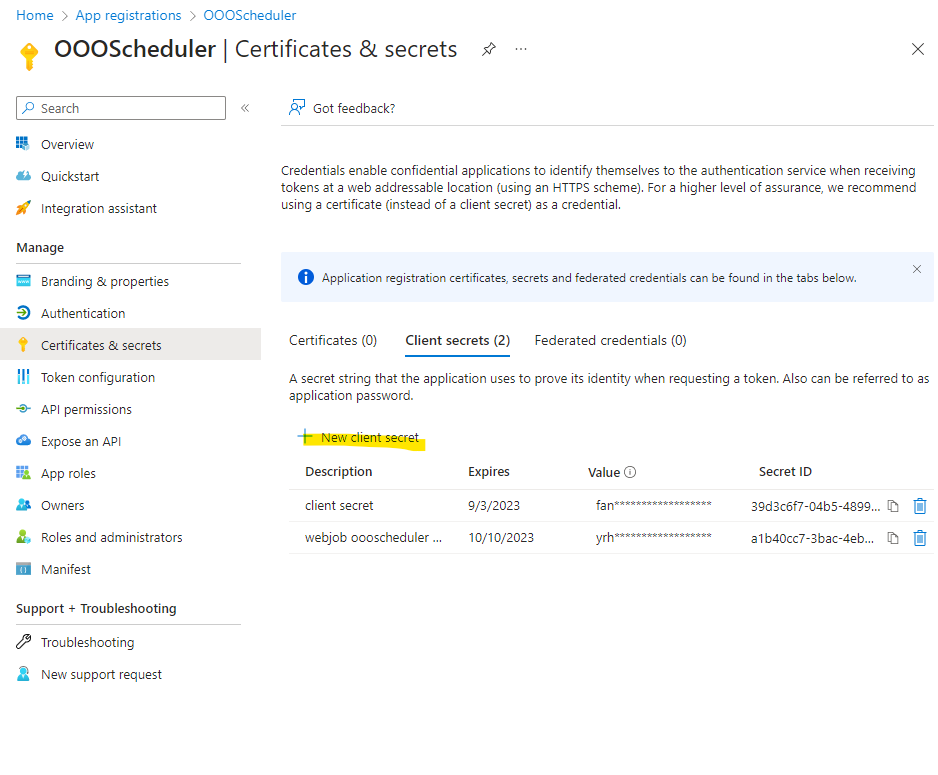 Home > App registrations > OOOScheduler
OOOScheduler | Certificates & secrets
Search
Got feedback?
Overview
Quickstart
Integration assistant
Manage
Branding & properties
Authentication
Certificates & secrets
Token configuration
API permissions
Expose an API
App roles
Owners
Roles and administrators
Manifest
Support + Troubleshooting
Troubleshooting
New support request
Credentials enable confidential applications to identify themselves to the authentication service when receiving
tokens at a web addressable location (using an HTTPS scheme). For a higher level of assurance, we recommend
using a certificate (instead of a client secret) as a credential.
Application registration certificates, secrets and federated credentials can be found in the tabs below.
Certificates (0) Client secrets (2) Federated credentials (0)
A secret string that the application uses to prove its identity when requesting a token. Also can be referred to as
application password.
New client secret
Description Expires Value Secret ID
client secret 9/3/2023 fan****************** 39d3c6f7-04b5-4899...
webjob oooscheduler ... 10/10/2023 yrh****************** a1b40cc7-3bac-4eb...